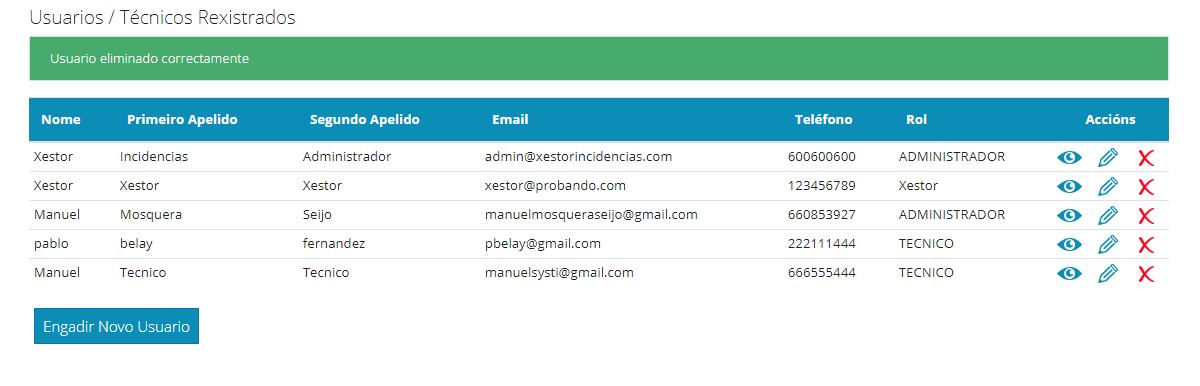 Usuarios / Técnicos Rexistrados
Usuario eliminado correctamente
Nome Primeiro Apelido Segundo Apelido Email Teléfono Rol Accións
Xestor Incidencias Administrador admin@xestorincidencias.com 600600600 ADMINISTRADOR
Xestor Xestor Xestor xestor@probando.com 123456789 Xestor
Manuel Mosquera Seijo manuelmosqueraseijo@gmail.com 660853927 ADMINISTRADOR
pablo belay fernandez pbelay@gmail.com 222111444 TECNICO
Manuel Tecnico Tecnico manuelsysti@gmail.com 666555444 TECNICO
Engadir Novo Usuario